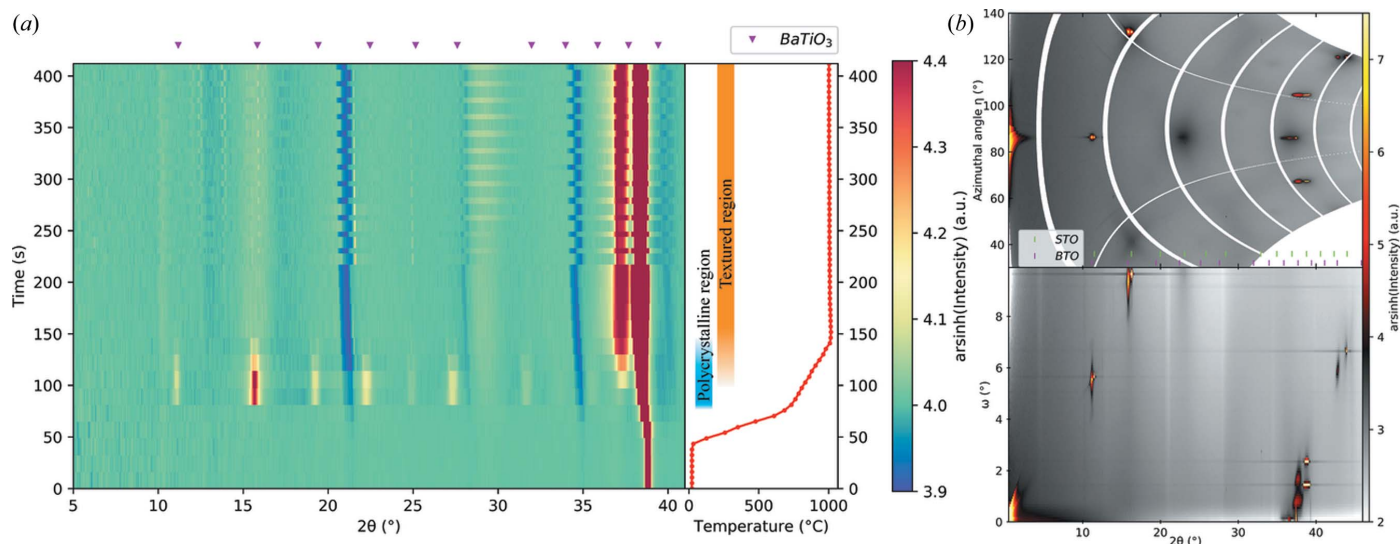 (a)
BaTiO3
400
350
300
250
200
150
100
50
0
Time (s)
5 10 15 20 25 30 35 40
2θ (°)
Polycrystalline region
Textured region
400
350
300
250
200
150
100
50
0
0 500 1000
Temperature (°C)
4.4
4.3
4.2
4.1
4.0
3.9
arsinh(Intensity) (a.u.)
(b)
140
120
100
80
60
40
Azimuthal angle η (°)
STO
BTO
8
6
4
2
0
ω (°)
0 10 20 30 40
2θ (°)
7
6
5
4
3
2
arsinh(Intensity) (a.u.)